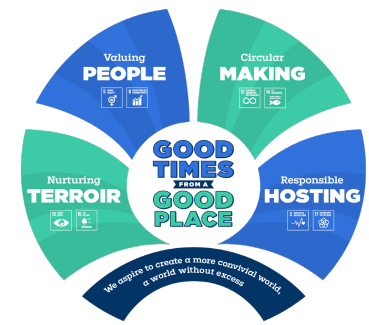 Valuing
PEOPLE
Circular
MAKING
Nurturing
TERROIR
GOOD
TIMES
FROM A
GOOD
PLACE
Responsible
HOSTING
We aspire to create a more convivial world,
a world without excess